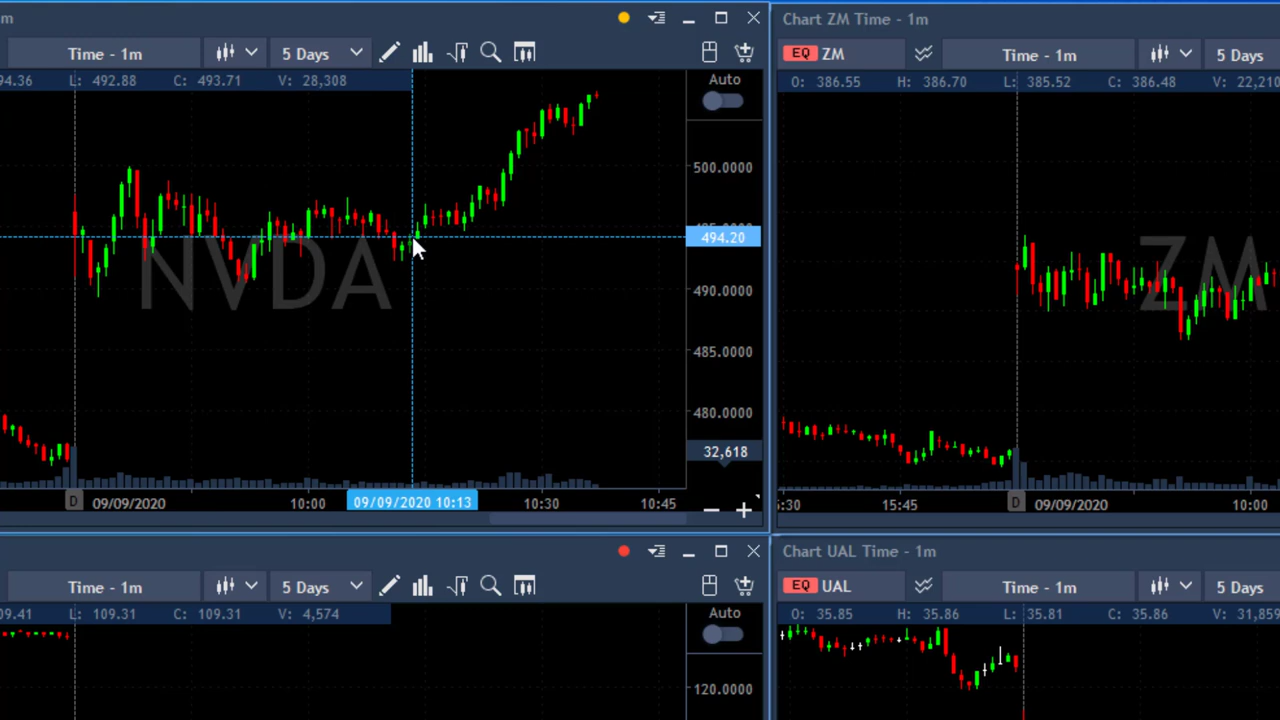 m
Time - 1m 5 Days
94.36 L: 492.88 C: 493.71 V: 28,308
Auto
500.0000
494.20
490.0000
485.0000
480.0000
32,618
NVDA
D 09/09/2020 10:00 09/09/2020 10:13 10:30 10:45
Chart ZM Time - 1m
EQ ZM Time - 1m 5 Days
O: 386.55 H: 386.70 L: 385.52 C: 386.48 V: 22,210
ZM
:30 15:45 D 09/09/2020 10:00
Time - 1m 5 Days
09.41 L: 109.31 C: 109.31 V: 4,574
Auto
120.0000
Chart UAL Time - 1m
EQ UAL Time - 1m 5 Days
O: 35.85 H: 35.86 L: 35.81 C: 35.86 V: 31,859